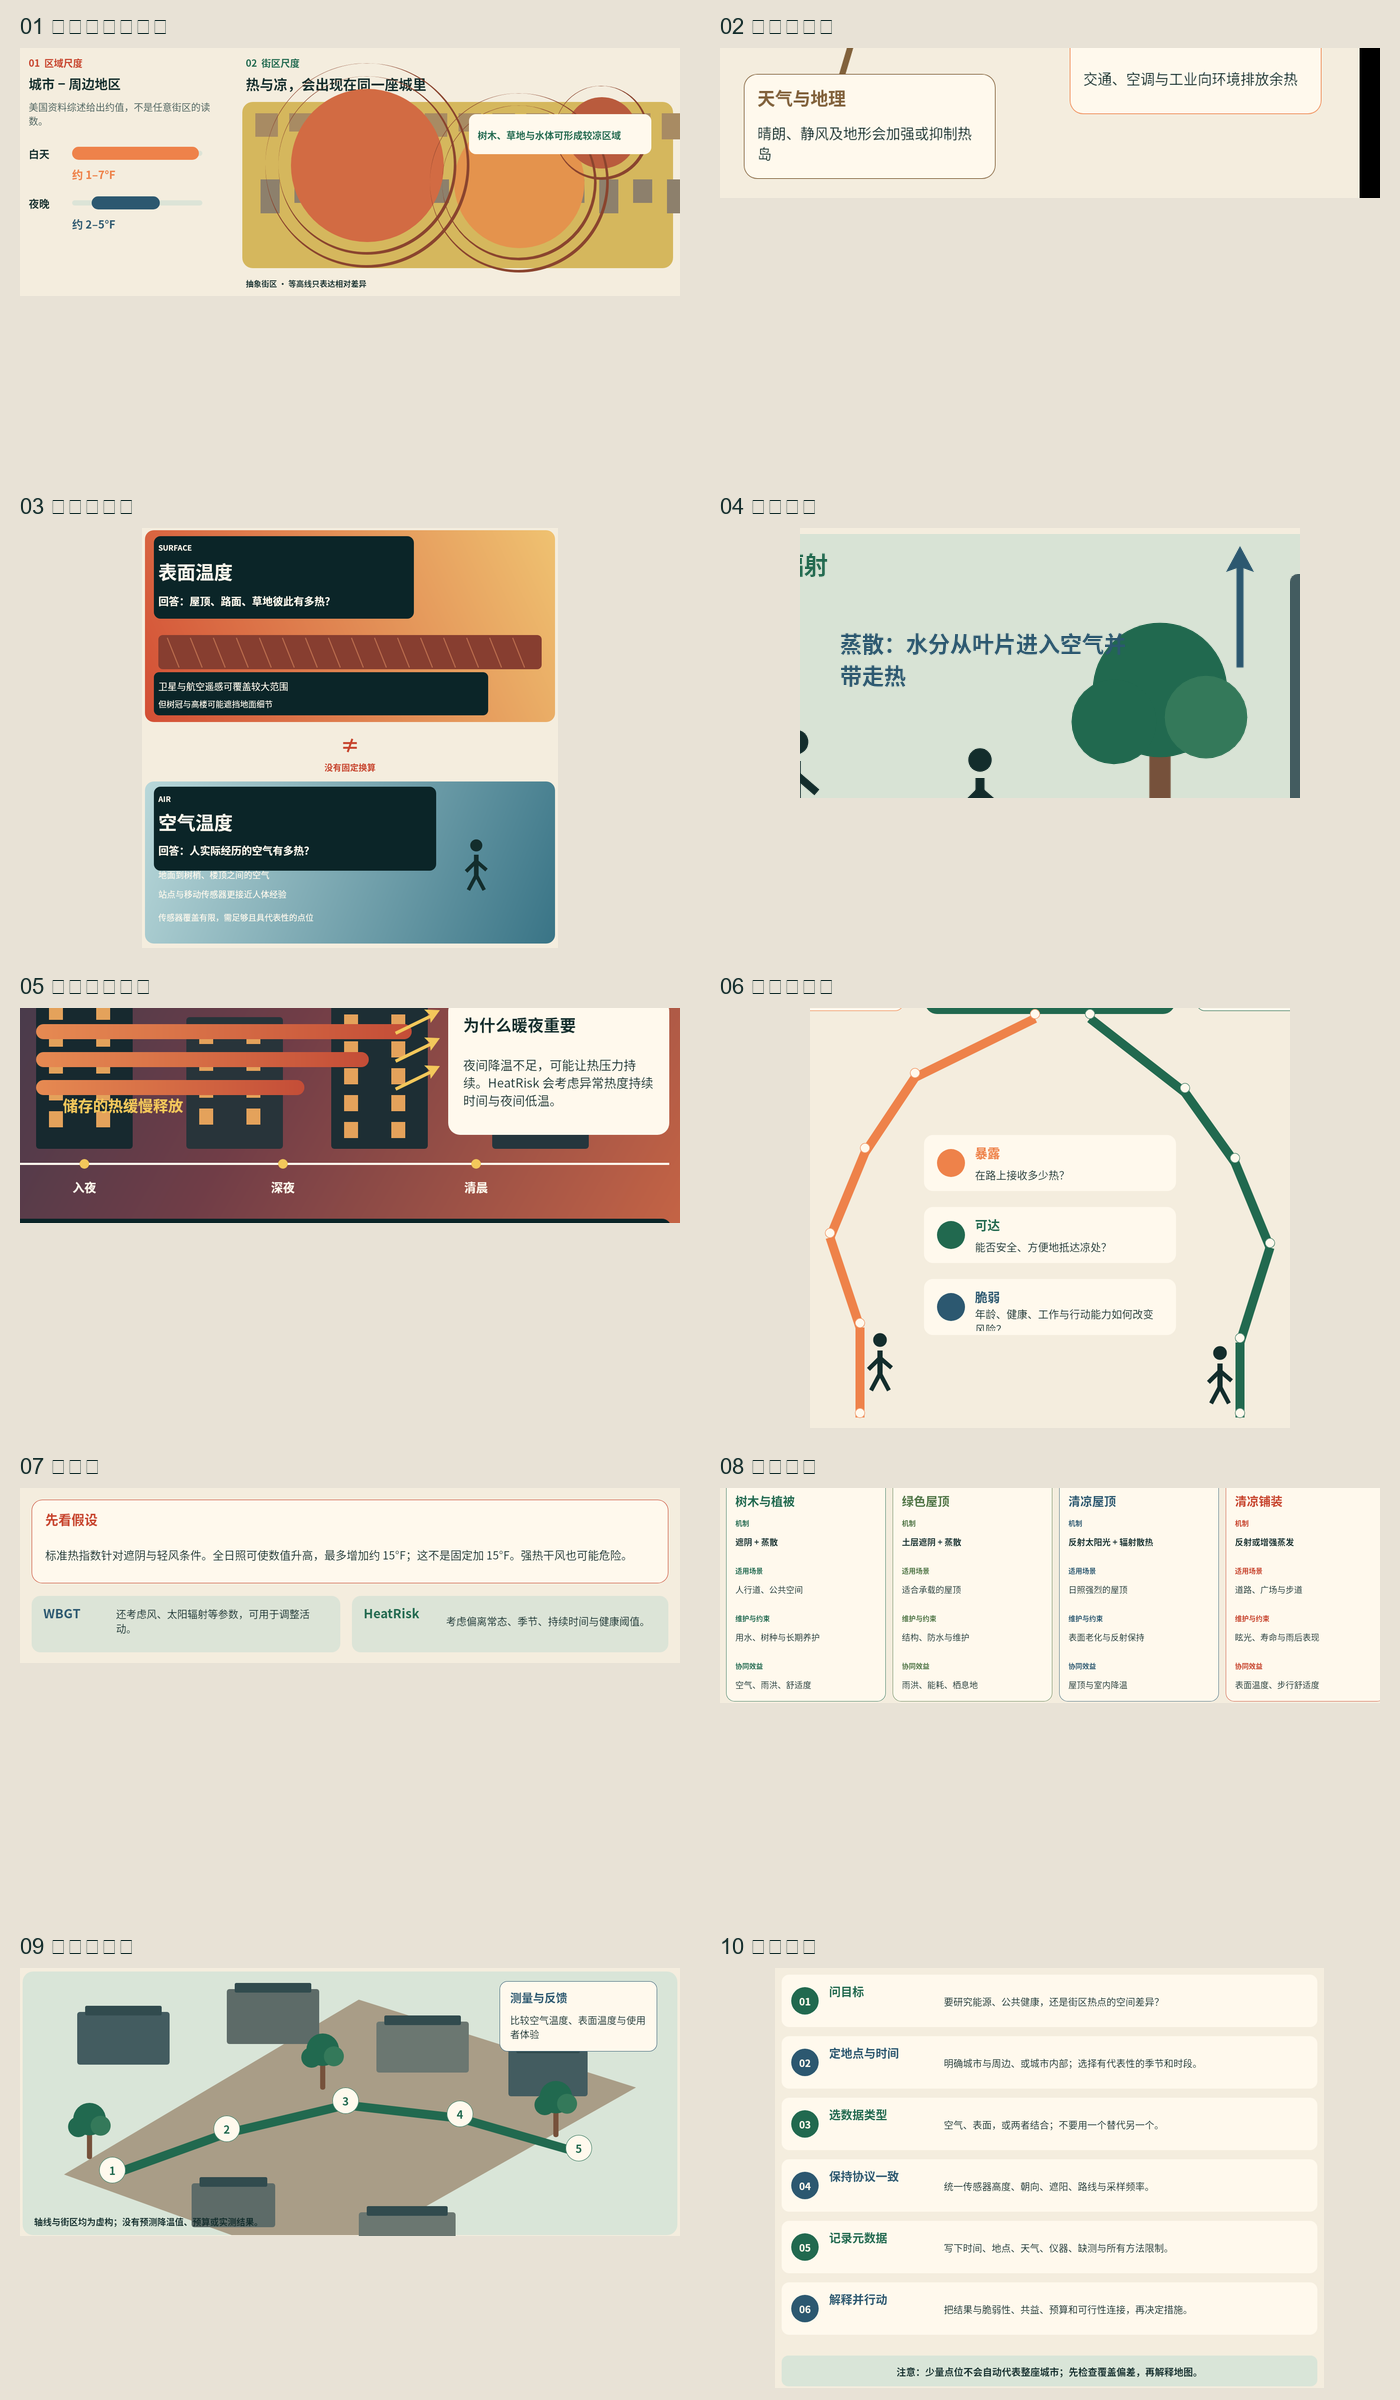 01
01 区域尺度
城市 − 周边地区
美国资料综述给出约值，不是任意街区的读
数。
白天
约 1–7°F
夜晚
约 2–5°F
02 街区尺度
热与凉，会出现在同一座城里
树木、草地与水体可形成较凉区域
抽象街区 · 等高线只表达相对差异
02
天气与地理
晴朗、静风及地形会加强或抑制热
岛
交通、空调与工业向环境排放余热
03
SURFACE
表面温度
回答：屋顶、路面、草地彼此有多热？
卫星与航空遥感可覆盖较大范围
但树冠与高楼可能遮挡地面细节
≠
没有固定换算
AIR
空气温度
回答：人实际经历的空气有多热？
地面到树梢、楼顶之间的空气
站点与移动传感器更接近人体经验
传感器覆盖有限，需足够且具代表性的点位
04
射
蒸散：水分从叶片进入空气并
带走热
05
储存的热缓慢释放
为什么暖夜重要
夜间降温不足，可能让热压力持
续。HeatRisk 会考虑异常热度持续
时间与夜间低温。
入夜
深夜
清晨
06
暴露
在路上接收多少热？
可达
能否安全、方便地抵达凉处？
脆弱
年龄、健康、工作与行动能力如何改变
风险？
07
先看假设
标准热指数针对遮阴与轻风条件。全日照可使数值升高，最多增加约 15°F；这不是固定加 15°F。强热干风也可能危险。
WBGT
还考虑风、太阳辐射等参数，可用于调整活
动。
HeatRisk
考虑偏离常态、季节、持续时间与健康阈值。
08
树木与植被
机制
遮阴 + 蒸散
适用场景
人行道、公共空间
维护与约束
用水、树种与长期养护
协同效益
空气、雨洪、舒适度
绿色屋顶
机制
土层遮阴 + 蒸散
适用场景
适合承载的屋顶
维护与约束
结构、防水与维护
协同效益
雨洪、能耗、栖息地
清凉屋顶
机制
反射太阳光 + 辐射散热
适用场景
日照强烈的屋顶
维护与约束
表面老化与反射保持
协同效益
屋顶与室内降温
清凉铺装
机制
反射或增强蒸发
适用场景
道路、广场与步道
维护与约束
眩光、寿命与雨后表现
协同效益
表面温度、步行舒适度
09
测量与反馈
比较空气温度、表面温度与使用
者体验
1
2
3
4
5
轴线与街区均为虚构；没有预测降温值、预算或实测结果。
10
01
问目标
要研究能源、公共健康，还是街区热点的空间差异？
02
定地点与时间
明确城市与周边、或城市内部；选择有代表性的季节和时段。
03
选数据类型
空气、表面，或两者结合；不要用一个替代另一个。
04
保持协议一致
统一传感器高度、朝向、遮阳、路线与采样频率。
05
记录元数据
写下时间、地点、天气、仪器、缺测与所有方法限制。
06
解释并行动
把结果与脆弱性、共益、预算和可行性连接，再决定措施。
注意：少量点位不会自动代表整座城市；先检查覆盖偏差，再解释地图。